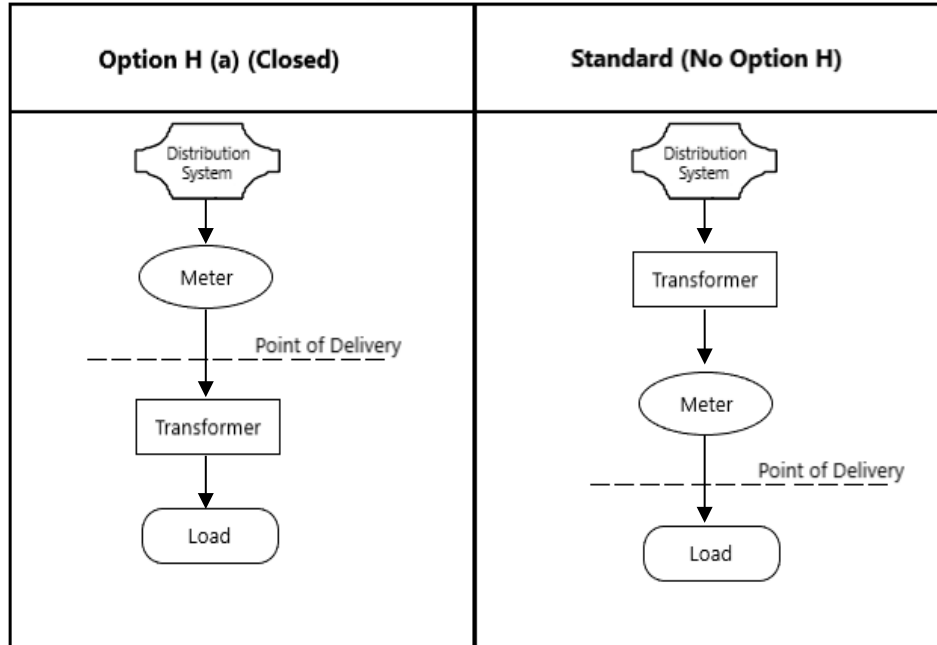 Option H (a) (Closed)
Distribution
System
Meter
Point of Delivery
Transformer
Load
Standard (No Option H)
Distribution
System
Transformer
Meter
Point of Delivery
Load